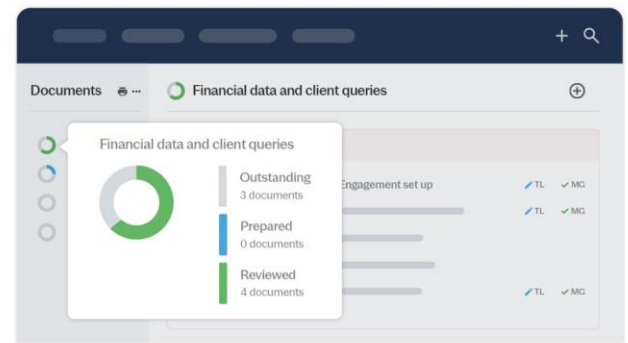 Documents
Financial data and client queries
Financial data and client queries
Outstanding
3 documents
Prepared
0 documents
Reviewed
4 documents
Engagement set up
TL MG
TL MG
TL MG